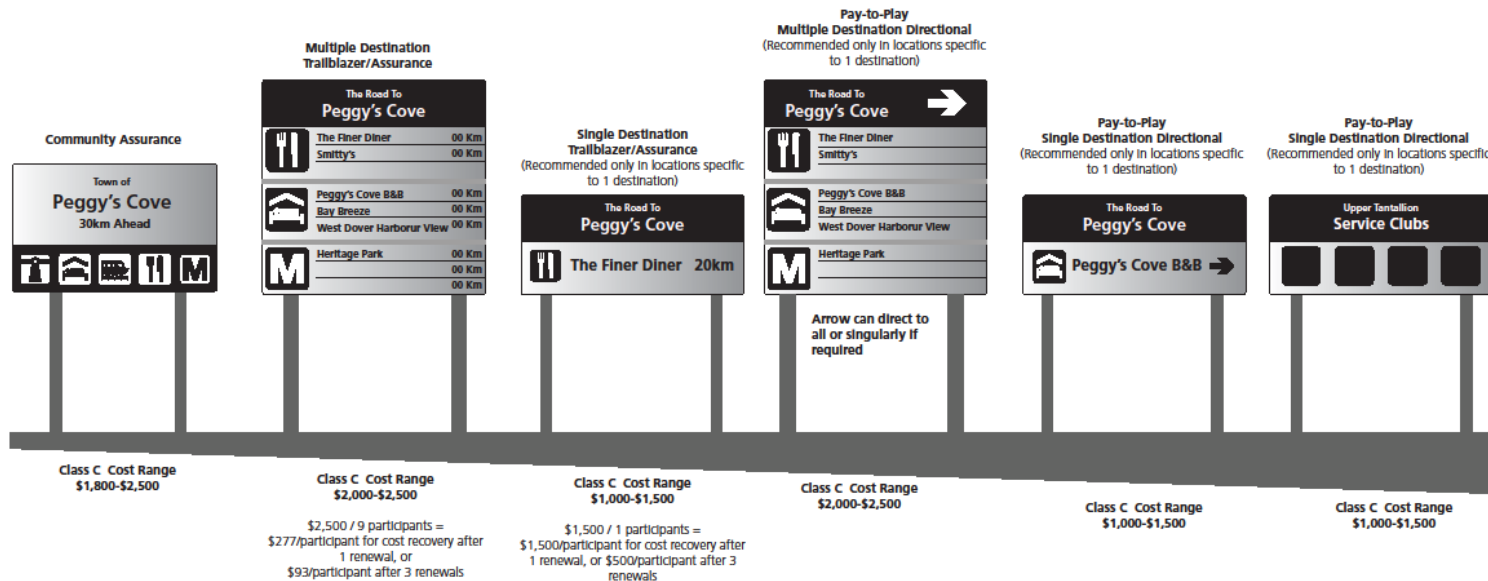 Community Assurance
Town of
Peggy's Cove
30km Ahead
M
Class C Cost Range
$1,800-$2,500
Multiple Destination
Trailblazer/Assurance
The Road To
Peggy's Cove
The Finer Diner 00 Km
Smitty's 00 Km
Peggy's Cove B&B 00 Km
Bay Breeze 00 Km
West Dover Harborur View 00 Km
M
Heritage Park 00 Km
00 Km
00 Km
Class C Cost Range
$2,000-$2,500
$2,500 / 9 participants =
$277/participant for cost recovery after
1 renewal, or
$93/participant after 3 renewals
Single Destination
Trailblazer/Assurance
(Recommended only in locations specific
to 1 destination)
The Road To
Peggy's Cove
The Finer Diner 20km
Class C Cost Range
$1,000-$1,500
$1,500 / 1 participants =
$1,500/participant for cost recovery after
1 renewal, or $500/participant after 3
renewals
Pay-to-Play
Multiple Destination Directional
(Recommended only in locations specific
to 1 destination)
The Road To
Peggy's Cove
The Finer Diner
Smitty's
Peggy's Cove B&B
Bay Breeze
West Dover Harborur View
M
Heritage Park
Arrow can direct to
all or singularly if
required
Class C Cost Range
$2,000-$2,500
Pay-to-Play
Single Destination Directional
(Recommended only in locations specific
to 1 destination)
The Road To
Peggy's Cove
Peggy's Cove B&B
Class C Cost Range
$1,000-$1,500
Pay-to-Play
Single Destination Directional
(Recommended only in locations specific
to 1 destination)
Upper Tantallion
Service Clubs
Class C Cost Range
$1,000-$1,500